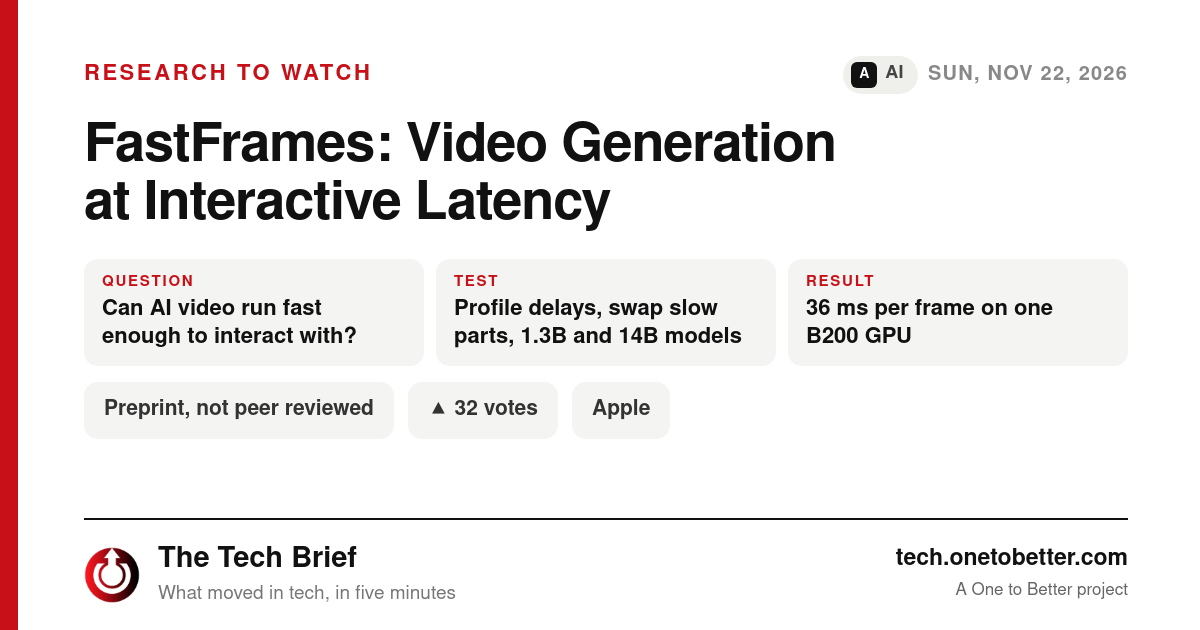 RESEARCH TO WATCH
A AI SUN, NOV 22, 2026
FastFrames: Video Generation
at Interactive Latency
QUESTION
Can AI video run fast
enough to interact with?
TEST
Profile delays, swap slow
parts, 1.3B and 14B models
RESULT
36 ms per frame on one
B200 GPU
Preprint, not peer reviewed
▲ 32 votes
Apple
The Tech Brief
What moved in tech, in five minutes
tech.onetobetter.com
A One to Better project